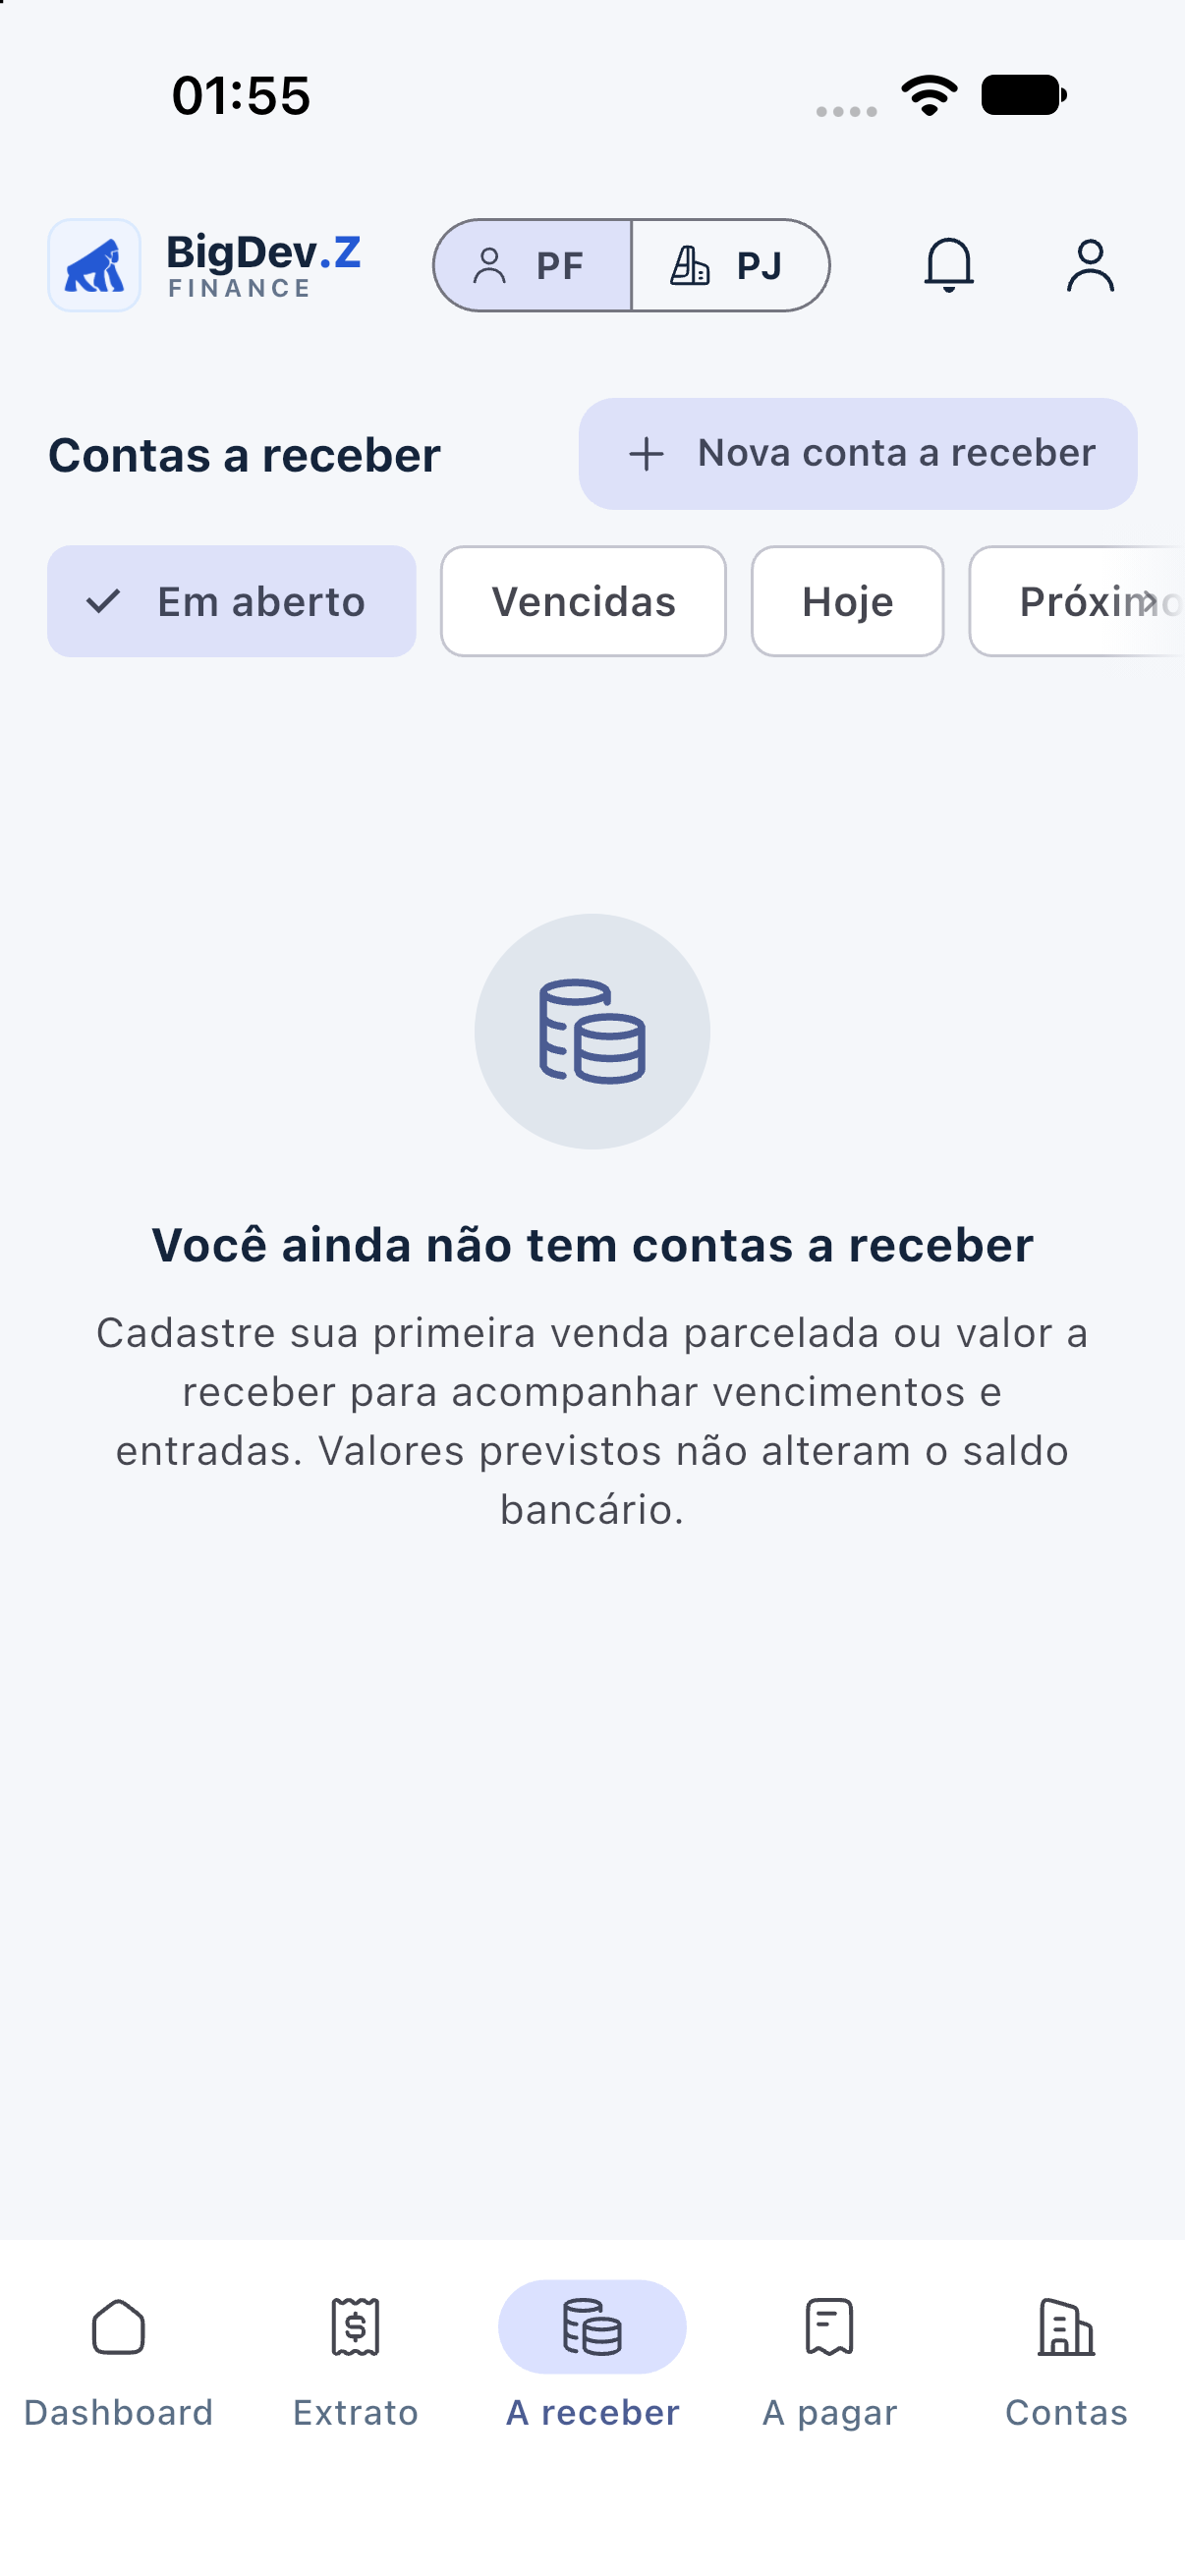 01:55
BigDev.Z
FINANCE
PF
PJ
Contas a receber
Nova conta a receber
Em aberto
Vencidas
Hoje
Próximo
Você ainda não tem contas a receber
Cadastre sua primeira venda parcelada ou valor a
receber para acompanhar vencimentos e
entradas. Valores previstos não alteram o saldo
bancário.
Dashboard
Extrato
A receber
A pagar
Contas